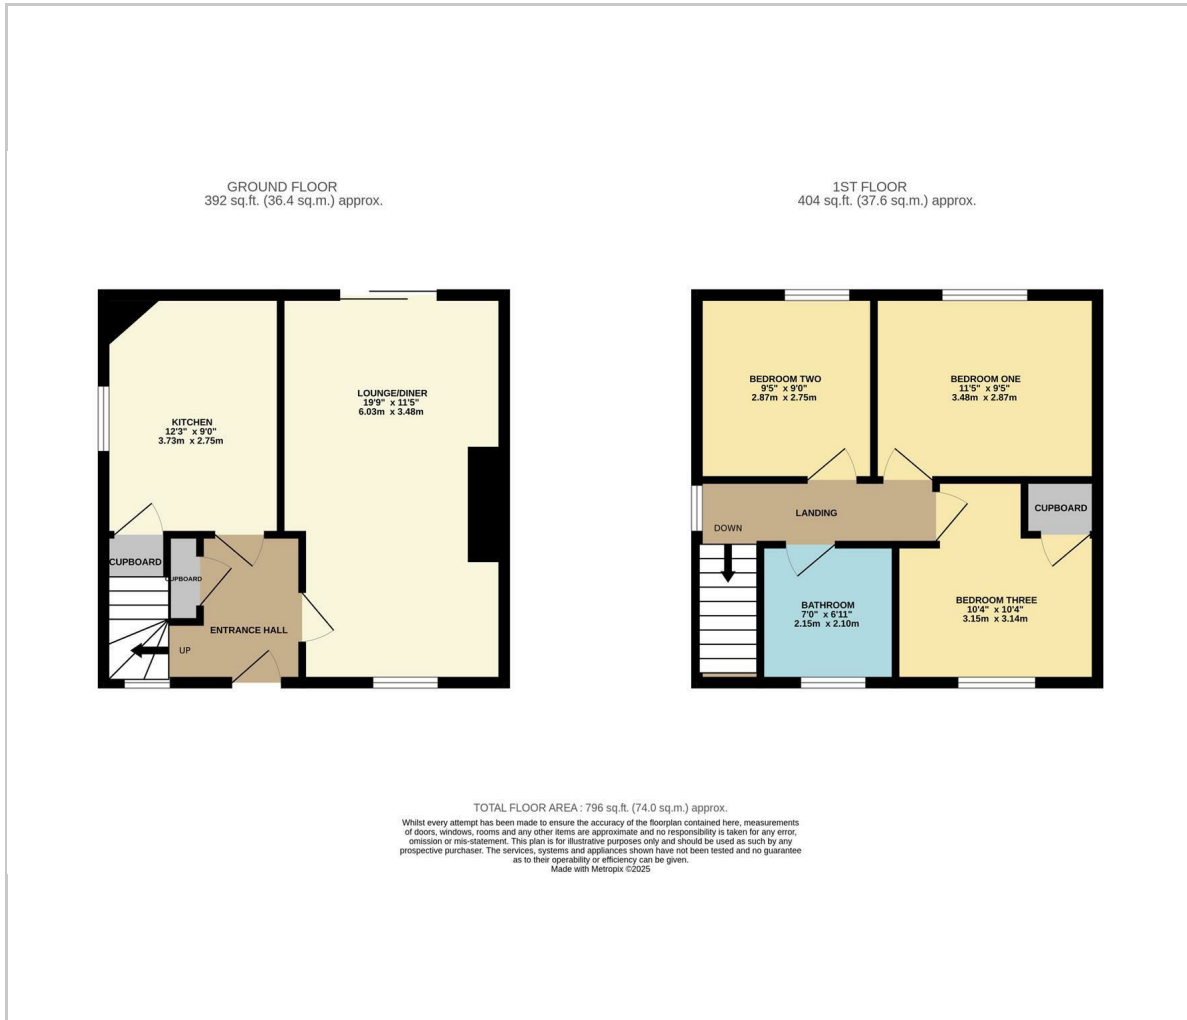 GROUND FLOOR
392 sq.ft. (36.4 sq.m.) approx.
1ST FLOOR
404 sq.ft. (37.6 sq.m.) approx.
LOUNGE/DINER
19'9" x 11'5"
6.03m x 3.48m
KITCHEN
12'3" x 9'0"
3.73m x 2.75m
CUPBOARD
CUPBOARD
ENTRANCE HALL
UP
BEDROOM TWO
9'5" x 9'0"
2.87m x 2.75m
BEDROOM ONE
11'5" x 9'5"
3.48m x 2.87m
CUPBOARD
LANDING
DOWN
BATHROOM
7'0" x 6'11"
2.15m x 2.10m
BEDROOM THREE
10'4" x 10'4"
3.15m x 3.14m
TOTAL FLOOR AREA : 796 sq.ft. (74.0 sq.m.) approx.
Whilst every attempt has been made to ensure the accuracy of the floorplan contained here, measurements
of doors, windows, rooms and any other items are approximate and no responsibility is taken for any error,
omission or mis-statement. This plan is for illustrative purposes only and should be used as such by any
prospective purchaser. The services, systems and appliances shown have not been tested and no guarantee
as to their operability or efficiency can be given.
Made with Metropix ©2025